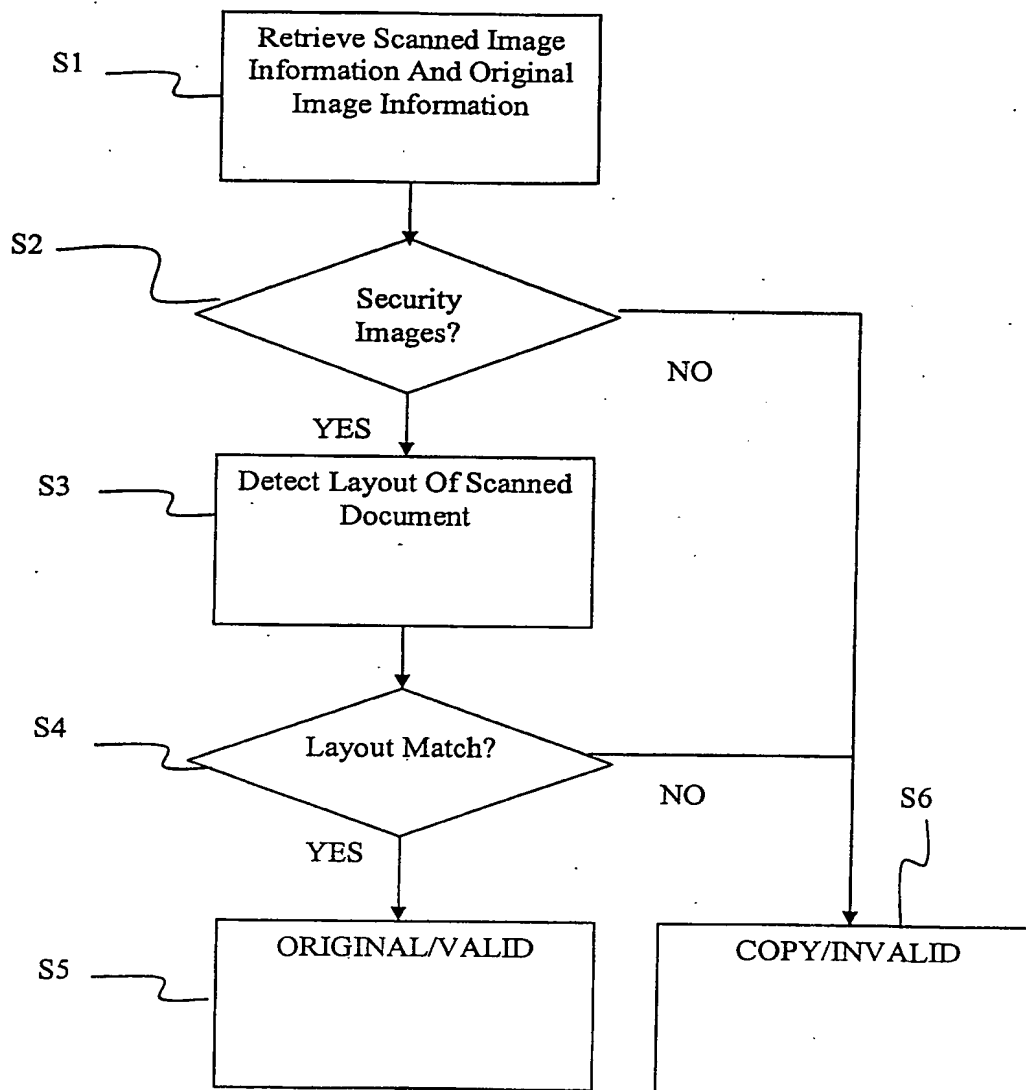 S1
Retrieve Scanned Image
Information And Original
Image Information
S2
Security
Images?
NO
YES
S3
Detect Layout Of Scanned
Document
S4
Layout Match?
NO
S6
YES
S5
ORIGINAL/VALID
COPY/INVALID